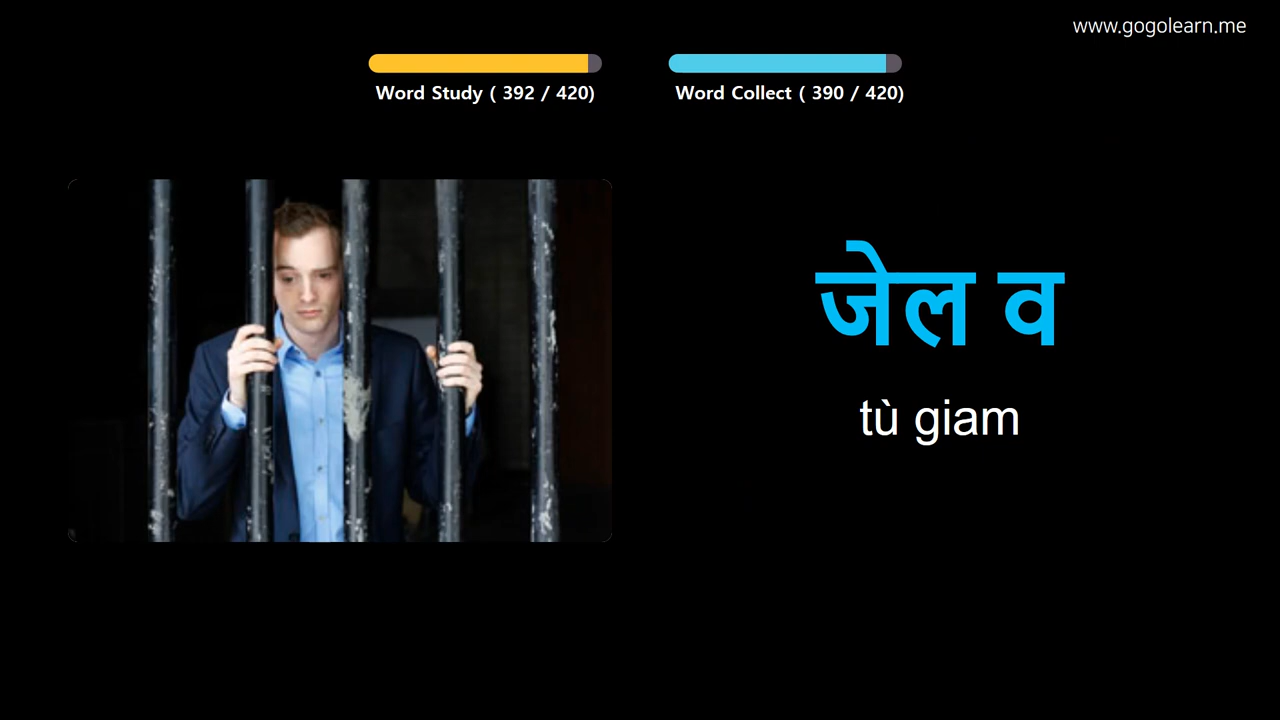 www.gogolearn.me
Word Study ( 392 / 420)
Word Collect ( 390 / 420)
जेल व
tù giam